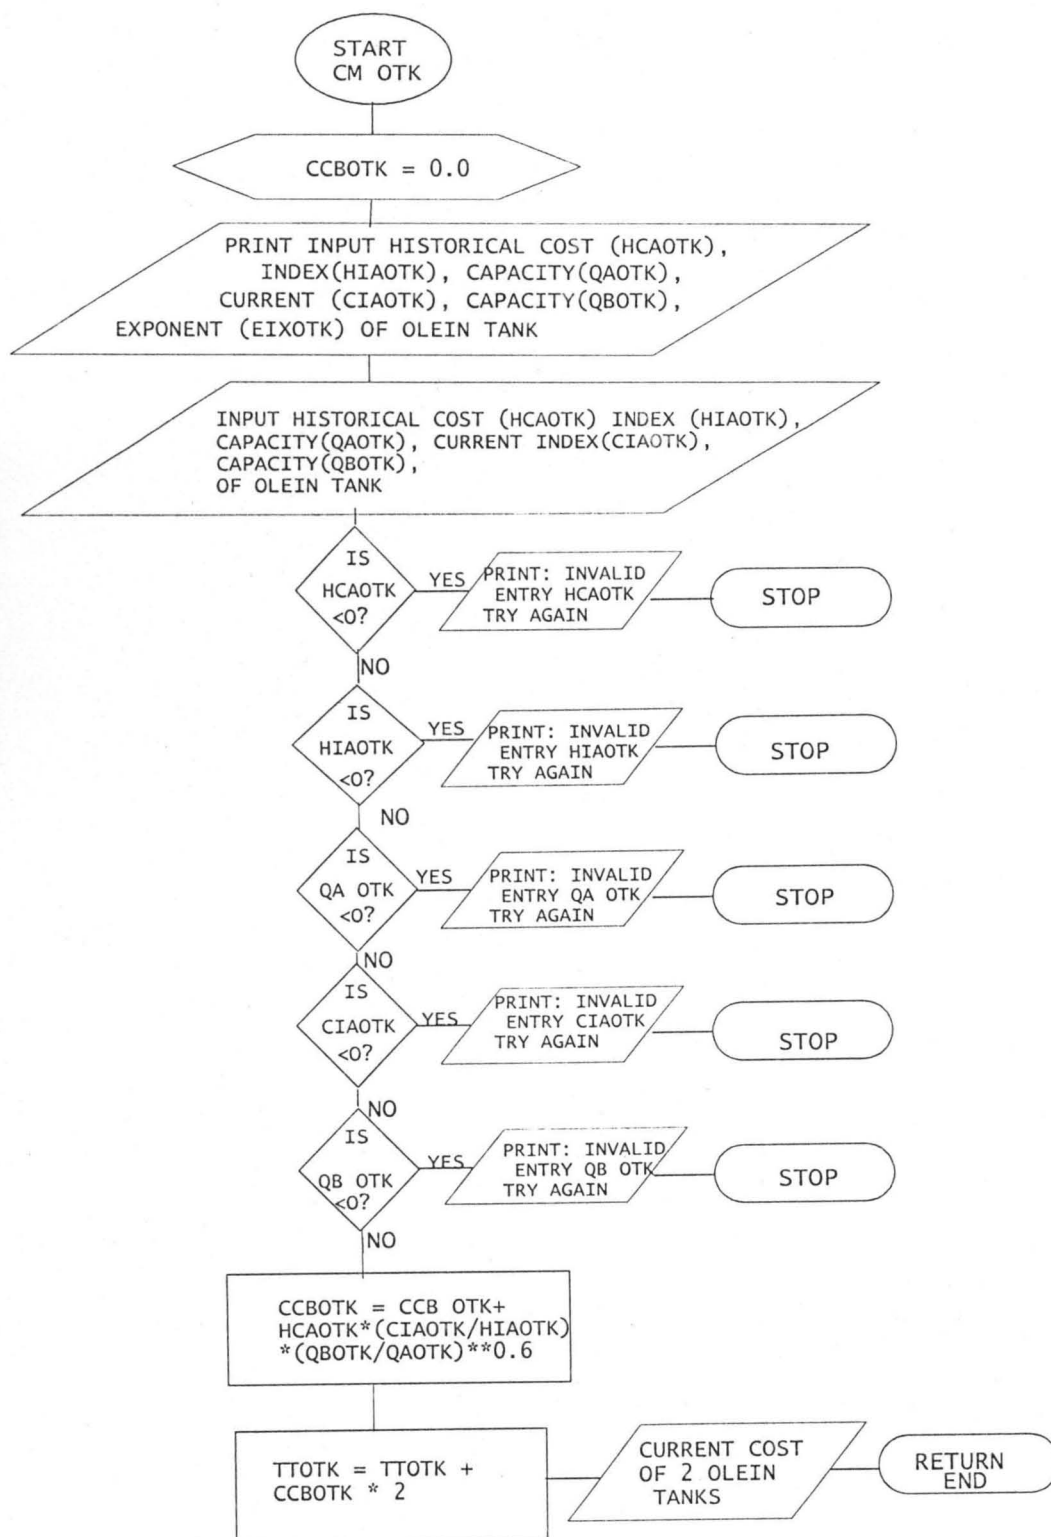 START
CM OTK
CCBOTK = 0.0
PRINT INPUT HISTORICAL COST (HCAOTK),
INDEX(HIAOTK), CAPACITY(QAOTK),
CURRENT (CIAOTK), CAPACITY(QBOTK),
EXPONENT (EIXOTK) OF OLEIN TANK
INPUT HISTORICAL COST (HCAOTK) INDEX (HIAOTK),
CAPACITY(QAOTK), CURRENT INDEX(CIAOTK),
CAPACITY(QBOTK),
OF OLEIN TANK
IS
HCAOTK
<0?
YES
PRINT: INVALID
ENTRY HCAOTK
TRY AGAIN
STOP
NO
IS
HIAOTK
<0?
YES
PRINT: INVALID
ENTRY HIAOTK
TRY AGAIN
STOP
NO
IS
QA OTK
<0?
YES
PRINT: INVALID
ENTRY QA OTK
TRY AGAIN
STOP
NO
IS
CIAOTK
<0?
YES
PRINT: INVALID
ENTRY CIAOTK
TRY AGAIN
STOP
NO
IS
QB OTK
<0?
YES
PRINT: INVALID
ENTRY QB OTK
TRY AGAIN
STOP
NO
CCBOTK = CCB OTK+
HCAOTK*(CIAOTK/HIAOTK)
*(QBOTK/QAOTK)**0.6
TTOTK = TTOTK +
CCBOTK * 2
CURRENT COST
OF 2 OLEIN
TANKS
RETURN
END